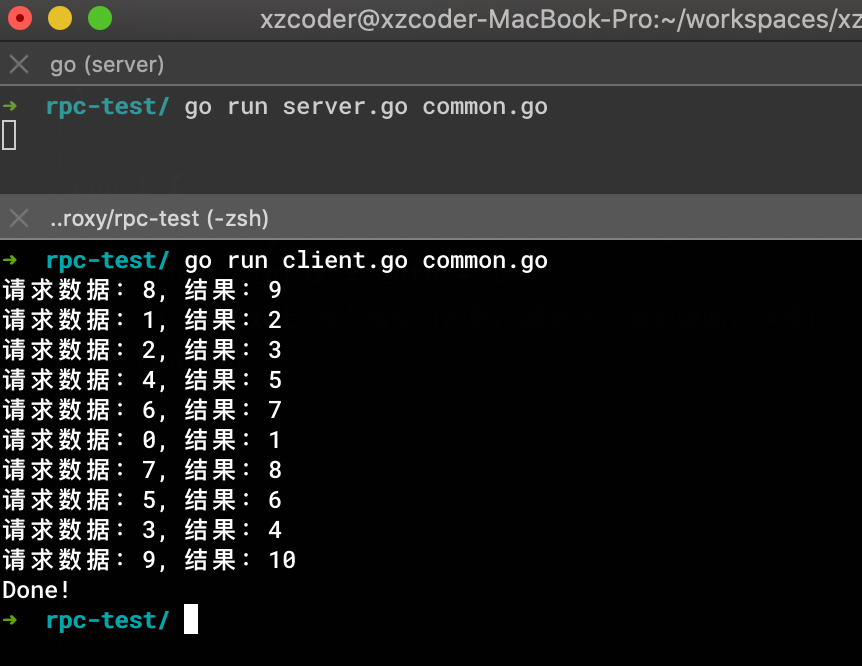 xzcoder@xzcoder-MacBook-Pro:~/workspaces/xz
go (server)
→ rpc-test/ go run server.go common.go
..roxy/rpc-test (-zsh)
→ rpc-test/ go run client.go common.go
请求数据: 8, 结果: 9
请求数据: 1, 结果: 2
请求数据: 2, 结果: 3
请求数据: 4, 结果: 5
请求数据: 6, 结果: 7
请求数据: 0, 结果: 1
请求数据: 7, 结果: 8
请求数据: 5, 结果: 6
请求数据: 3, 结果: 4
请求数据: 9, 结果: 10
Done!
→ rpc-test/